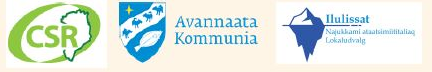 CSR
Avannaata
Kommunia
Ilulissat
Najukkami ataatsimiititaliaq
Lokaludvalg